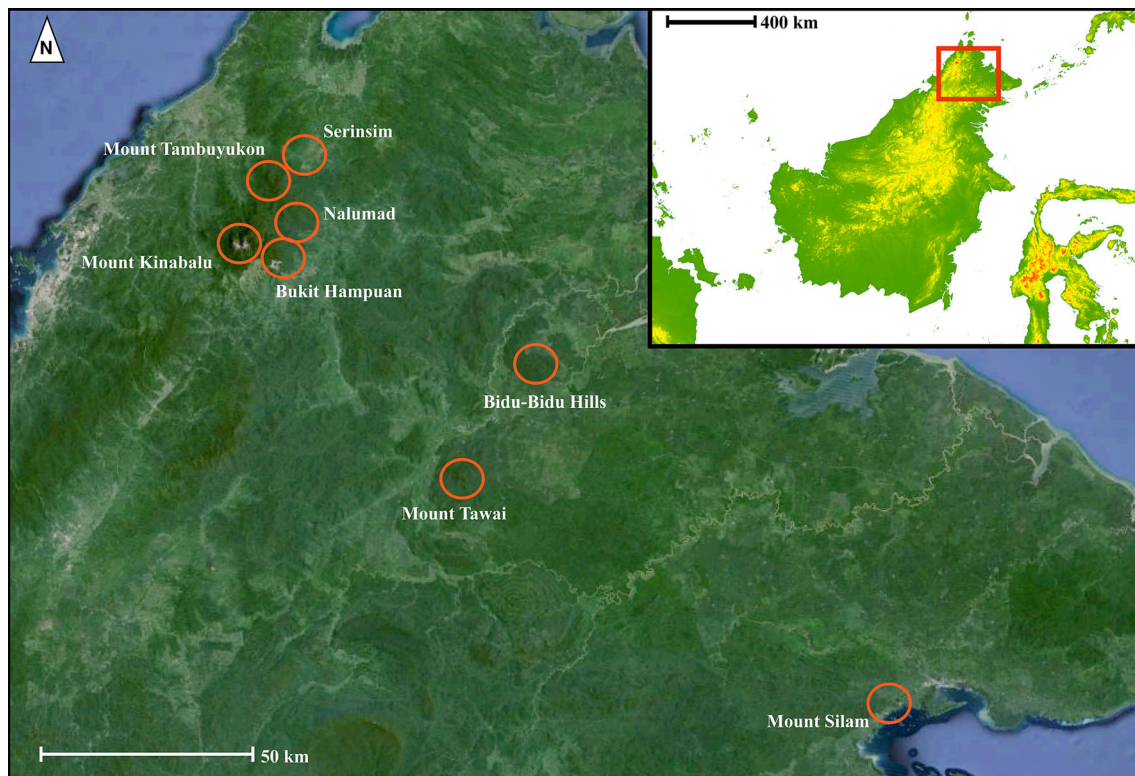 N
400 km
Serinsim
Mount Tambuyukon
Nalumad
Mount Kinabalu
Bukit Hampuan
Bidu-Bidu Hills
Mount Tawai
Mount Silam
50 km